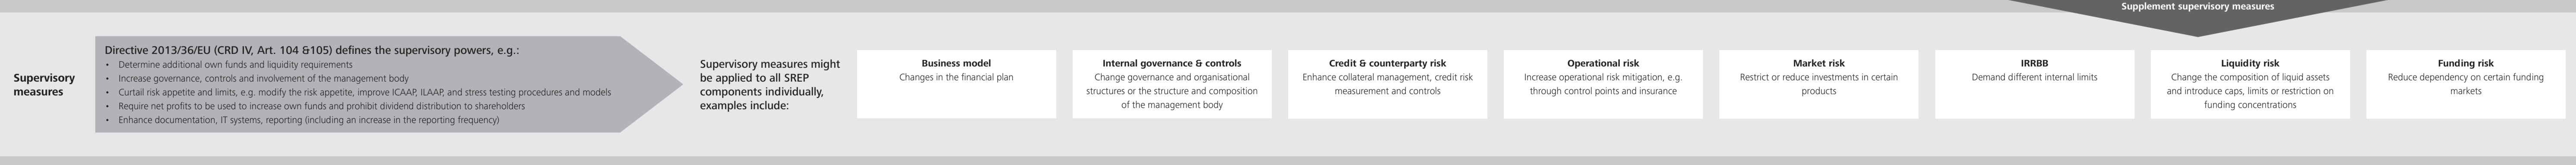 Supplement supervisory measures
Supervisory
measures
Directive 2013/36/EU (CRD IV, Art. 104 &105) defines the supervisory powers, e.g.:
• Determine additional own funds and liquidity requirements
• Increase governance, controls and involvement of the management body
• Curtail risk appetite and limits, e.g. modify the risk appetite, improve ICAAP, ILAAP, and stress testing procedures and models
• Require net profits to be used to increase own funds and prohibit dividend distribution to shareholders
• Enhance documentation, IT systems, reporting (including an increase in the reporting frequency)
Supervisory measures might
be applied to all SREP
components individually,
examples include:
Business model
Changes in the financial plan
Internal governance & controls
Change governance and organisational
structures or the structure and composition
of the management body
Credit & counterparty risk
Enhance collateral management, credit risk
measurement and controls
Operational risk
Increase operational risk mitigation, e.g.
through control points and insurance
Market risk
Restrict or reduce investments in certain
products
IRRBB
Demand different internal limits
Liquidity risk
Change the composition of liquid assets
and introduce caps, limits or restriction on
funding concentrations
Funding risk
Reduce dependency on certain funding
markets